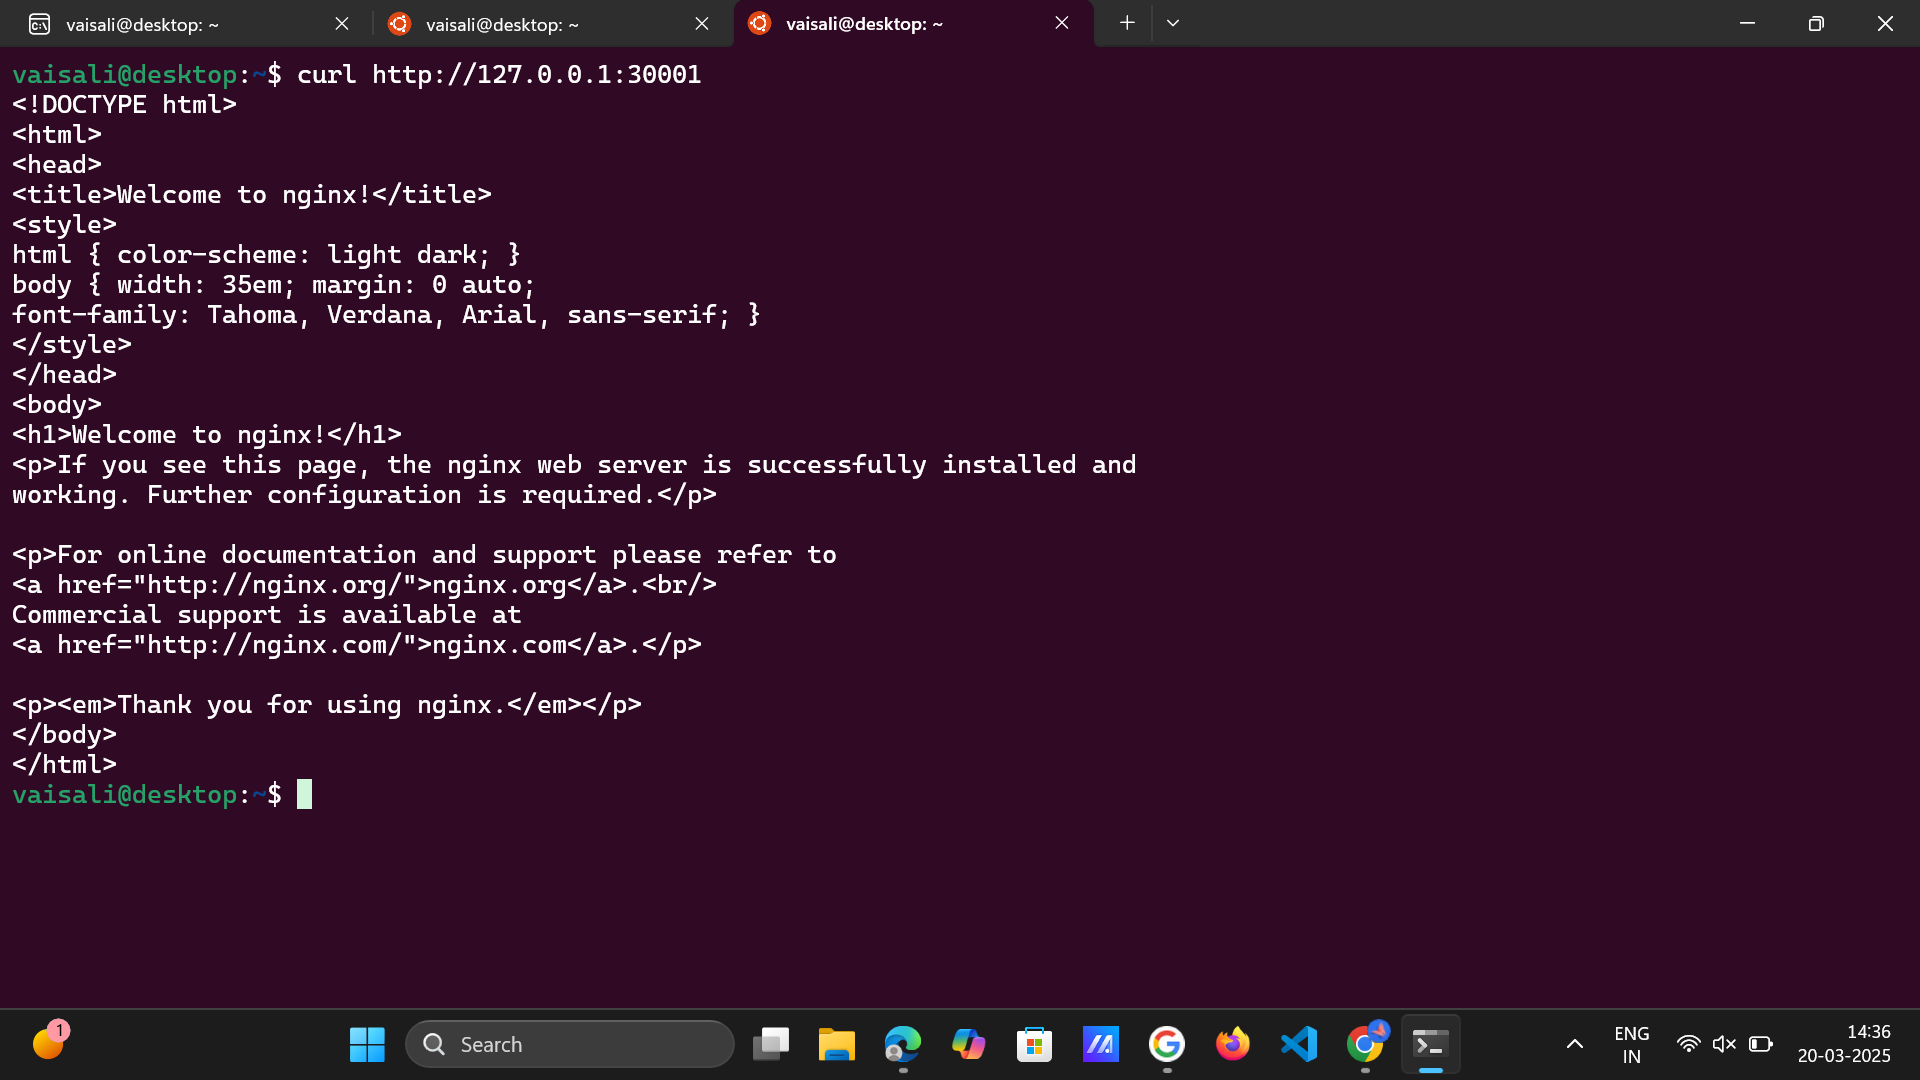 vaisali@desktop: ~
vaisali@desktop: ~
vaisali@desktop: ~
vaisali@desktop:~$ curl http://127.0.0.1:30001
<!DOCTYPE html>
<html>
<head>
<title>Welcome to nginx!</title>
<style>
html { color-scheme: light dark; }
body { width: 35em; margin: 0 auto;
font-family: Tahoma, Verdana, Arial, sans-serif; }
</style>
</head>
<body>
<h1>Welcome to nginx!</h1>
<p>If you see this page, the nginx web server is successfully installed and
working. Further configuration is required.</p>
<p>For online documentation and support please refer to
<a href="http://nginx.org/">nginx.org</a>.<br/>
Commercial support is available at
<a href="http://nginx.com/">nginx.com</a>.</p>
<p><em>Thank you for using nginx.</em></p>
</body>
</html>
vaisali@desktop:~$
1
Search
ENG
IN
14:36
20-03-2025